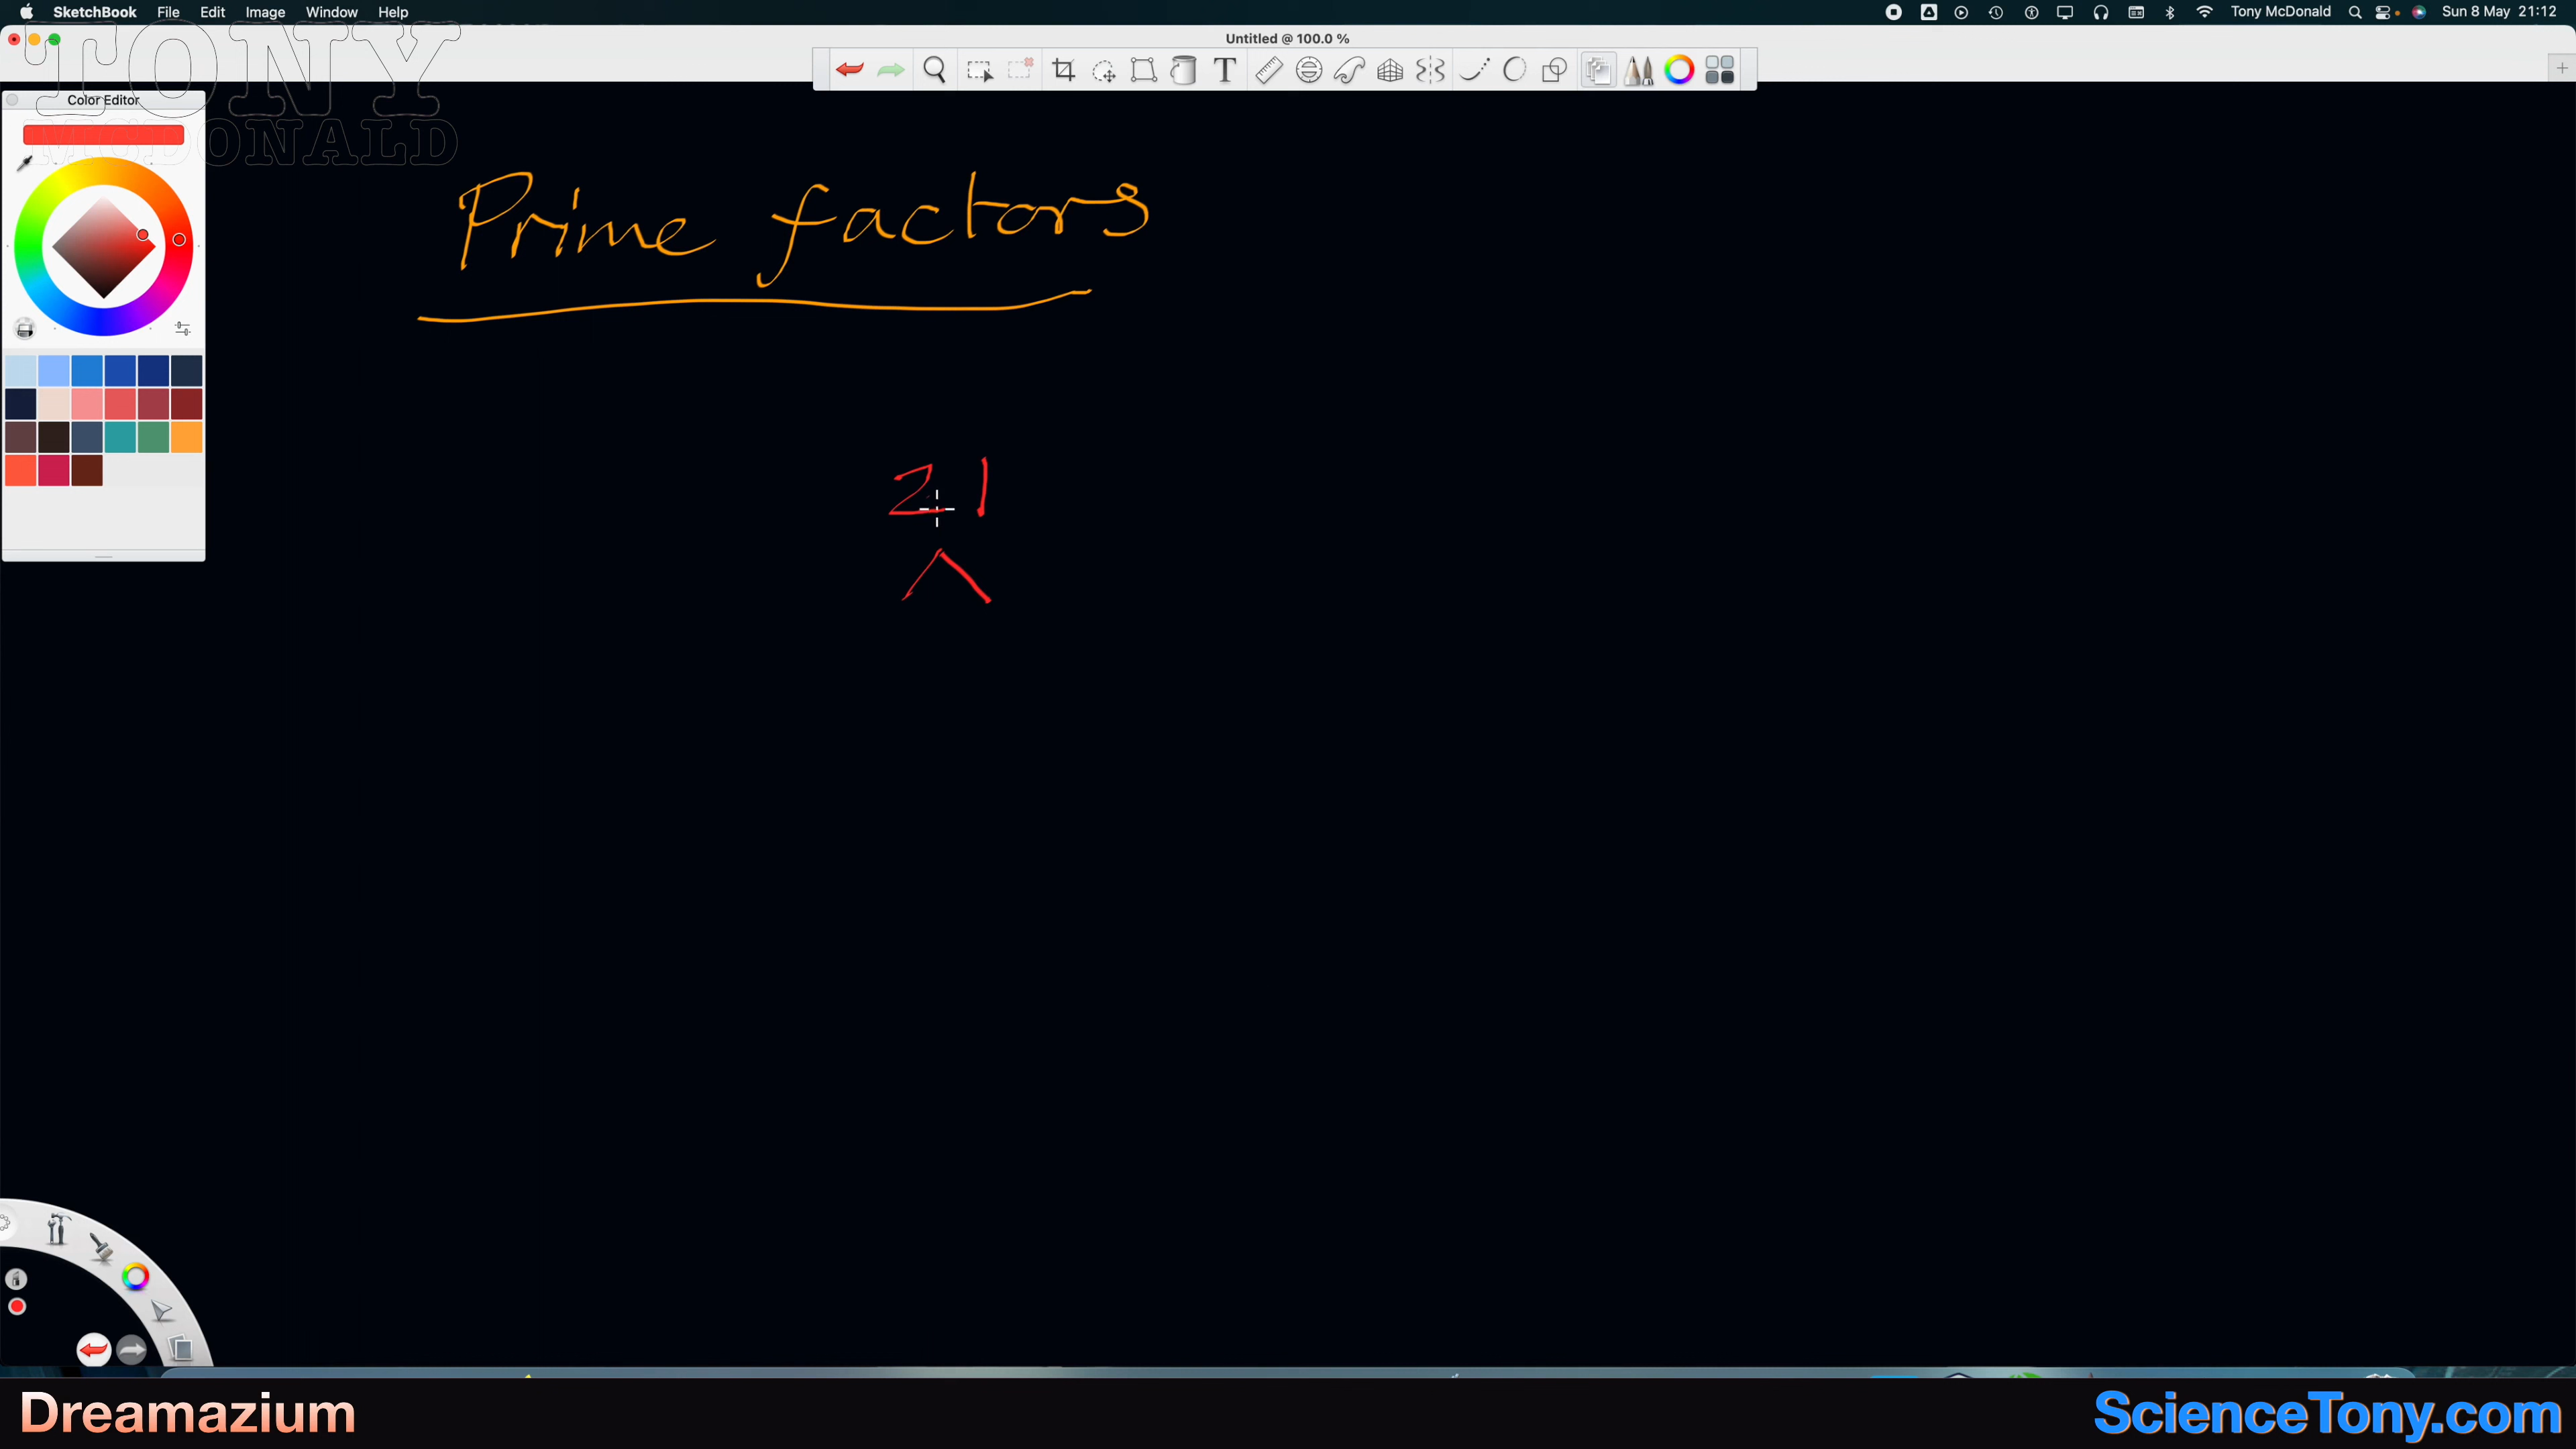 SketchBook File Edit Image Window Help Tony McDonald Sun 8 May 21:12
Untitled @ 100.0 %
TONY
MCDONALD
Color Editor
T
Prime factors
21
Dreamazium ScienceTony.com